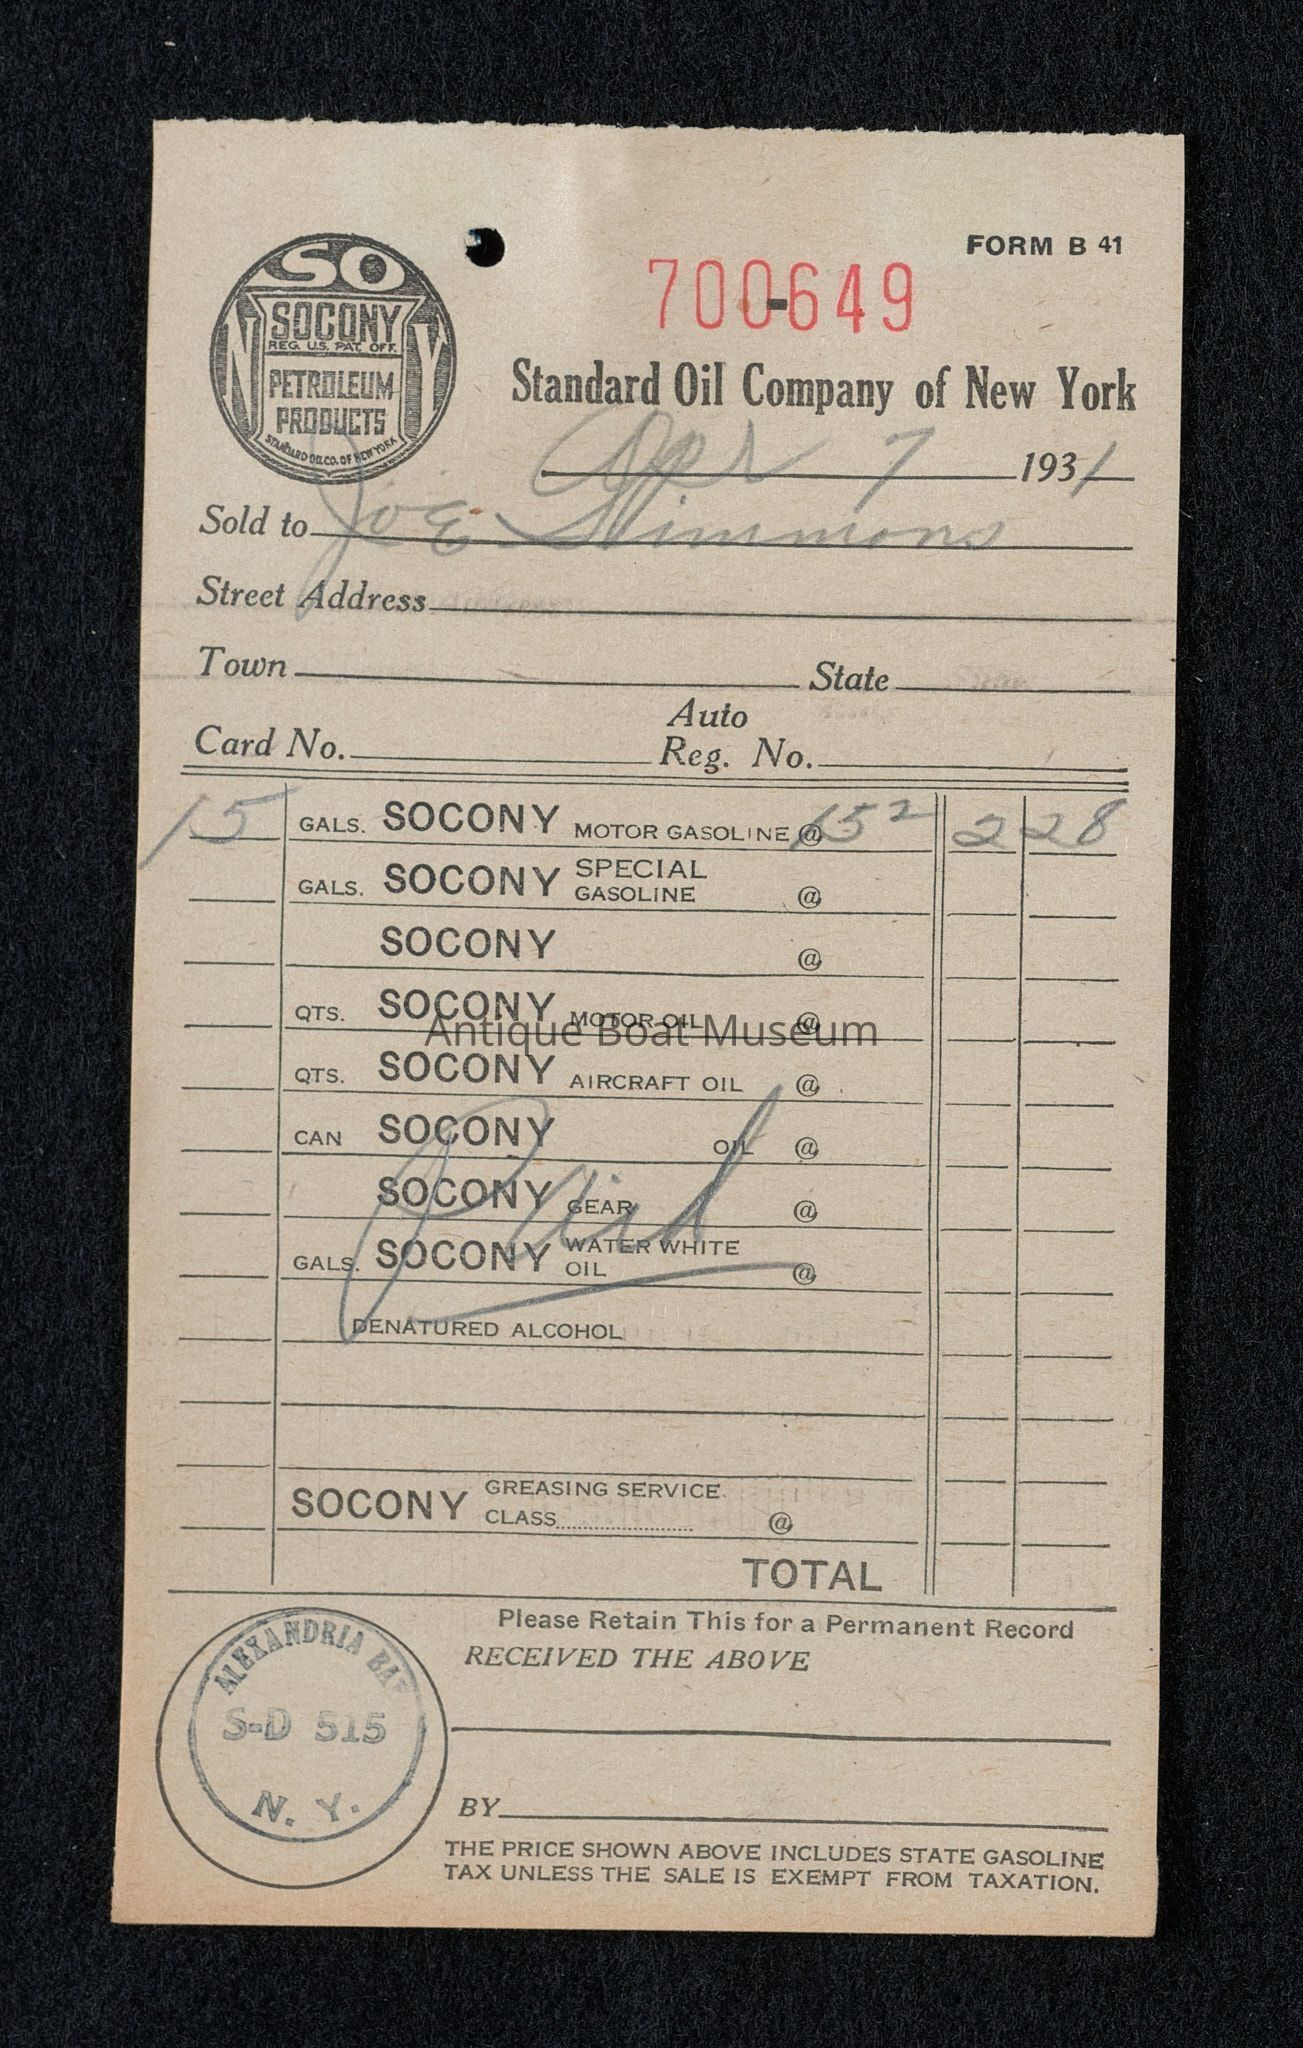 FORM B 41
SO
N Y
SOCONY
REG. U.S. PAT. OFF.
PETROLEUM
PRODUCTS
STANDARD OIL CO. OF NEW YORK
700-649
Standard Oil Company of New York
Apr 7 1931
Sold to Joe Simmons
Street Address
Town State
Card No. Auto Reg. No.
15 GALS. SOCONY MOTOR GASOLINE @ 15 2 2 28
GALS. SOCONY SPECIAL GASOLINE @
SOCONY @
QTS. SOCONY MOTOR OIL @
Antique Boat Museum
QTS. SOCONY AIRCRAFT OIL @
CAN SOCONY OIL @
SOCONY GEAR @
Paid
GALS. SOCONY WATER WHITE OIL @
DENATURED ALCOHOL
SOCONY GREASING SERVICE
CLASS @
TOTAL
Please Retain This for a Permanent Record
RECEIVED THE ABOVE
ALEXANDRIA BAY
S-D 515
N. Y.
BY
THE PRICE SHOWN ABOVE INCLUDES STATE GASOLINE
TAX UNLESS THE SALE IS EXEMPT FROM TAXATION.